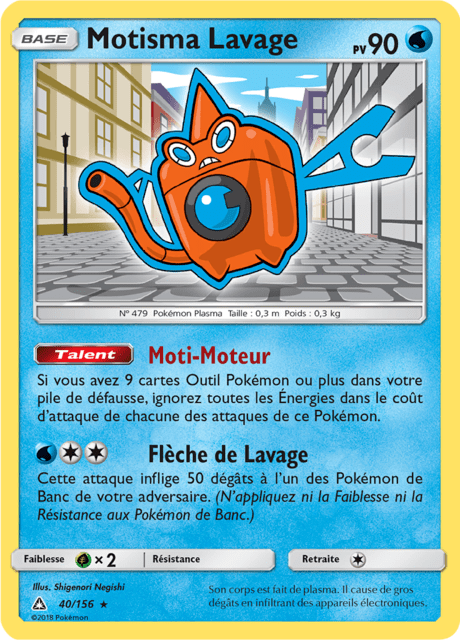 BASE
Motisma Lavage
PV 90
N° 479 Pokémon Plasma Taille : 0,3 m Poids : 0,3 kg
Talent Moti-Moteur
Si vous avez 9 cartes Outil Pokémon ou plus dans votre
pile de défausse, ignorez toutes les Énergies dans le coût
d'attaque de chacune des attaques de ce Pokémon.
Flèche de Lavage
Cette attaque inflige 50 dégâts à l'un des Pokémon de
Banc de votre adversaire. (N'appliquez ni la Faiblesse ni la
Résistance aux Pokémon de Banc.)
Faiblesse ×2 Résistance Retraite
Illus. Shigenori Negishi
40/156 ★
©2018 Pokémon
Son corps est fait de plasma. Il cause de gros
dégâts en infiltrant des appareils électroniques.